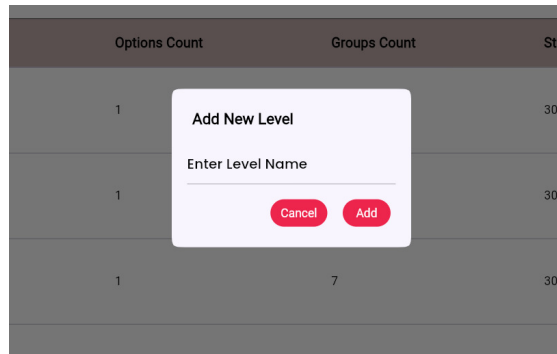 Options Count Groups Count St
1 30
Add New Level
Enter Level Name
1 30
Cancel Add
1 7 30